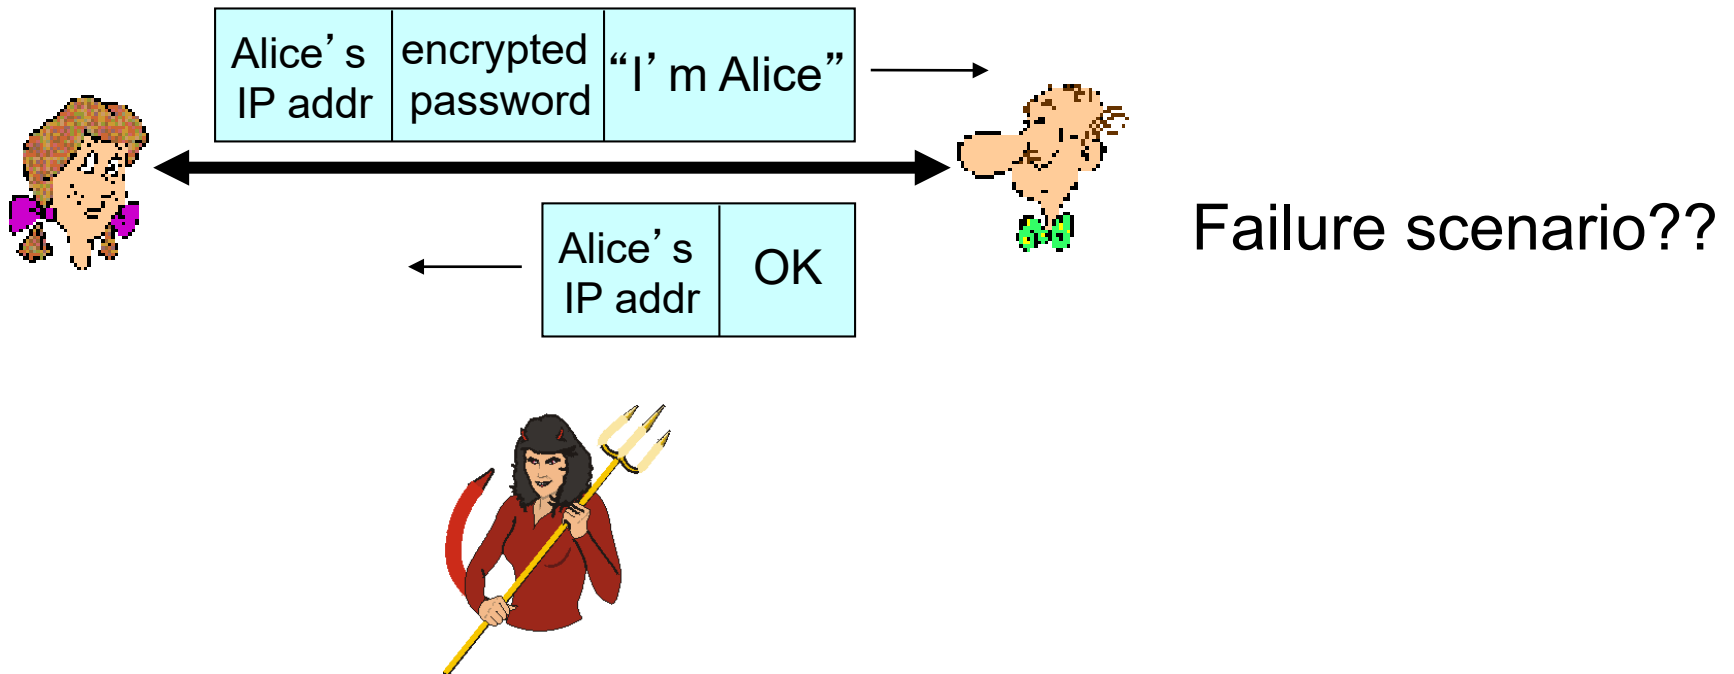 Alice’s
IP addr
encrypted
password
“I’m Alice”
Alice’s
IP addr
OK
Failure scenario??